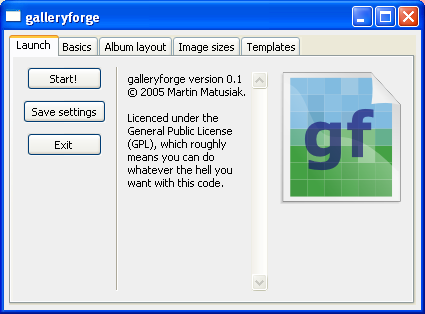 galleryforge
Launch Basics Album layout Image sizes Templates
Start!
Save settings
Exit
galleryforge version 0.1
© 2005 Martin Matusiak.
Licenced under the
General Public License
(GPL), which roughly
means you can do
whatever the hell you
want with this code.
gf